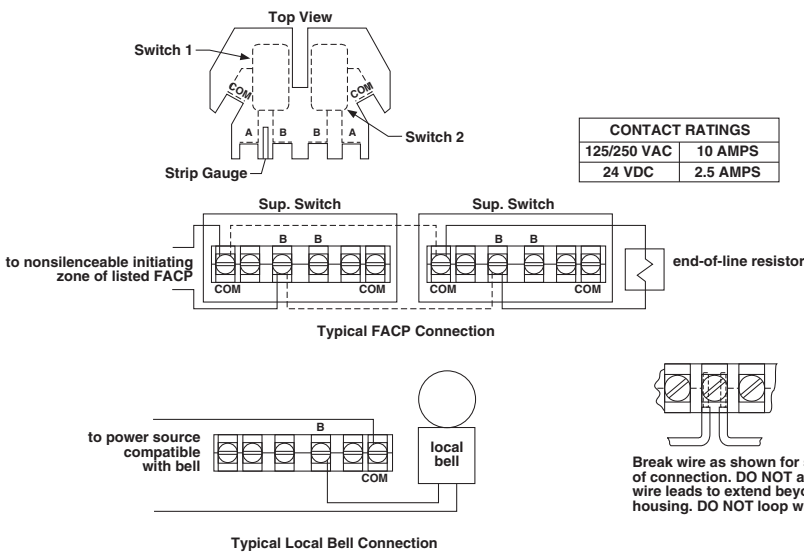 Top View
Switch 1
COM
COM
A B B A
Switch 2
Strip Gauge
CONTACT RATINGS
125/250 VAC 10 AMPS
24 VDC 2.5 AMPS
Sup. Switch
Sup. Switch
B B
B B
to nonsilenceable initiating
zone of listed FACP
end-of-line resistor
COM COM
COM COM
Typical FACP Connection
B
to power source
compatible
with bell
COM
local
bell
Break wire as shown for
of connection. DO NOT
wire leads to extend
housing. DO NOT loop
Typical Local Bell Connection